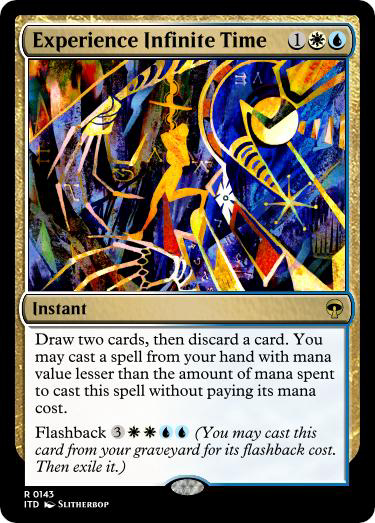 Experience Infinite Time 1
Instant
Draw two cards, then discard a card. You
may cast a spell from your hand with mana
value lesser than the amount of mana spent
to cast this spell without paying its mana
cost.
Flashback 3 (You may cast this
card from your graveyard for its flashback cost.
Then exile it.)
R 0143
ITD SLITHERBOP